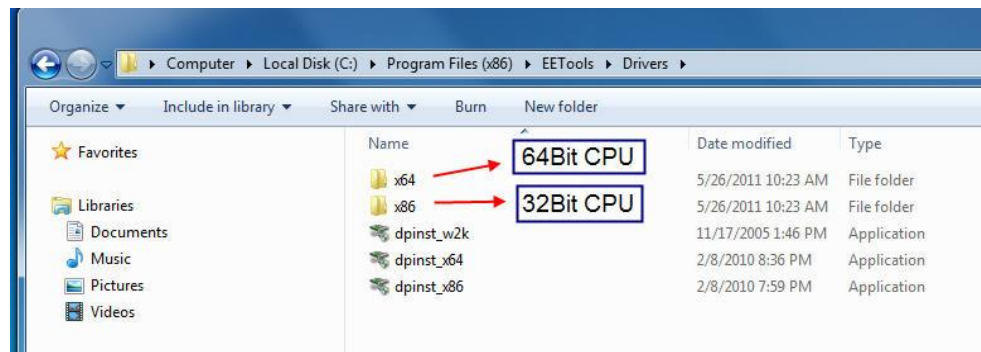 Computer ▸ Local Disk (C:) ▸ Program Files (x86) ▸ EETools ▸ Drivers ▸
Organize ▾ Include in library ▾ Share with ▾ Burn New folder
Favorites
Libraries
Documents
Music
Pictures
Videos
Name Date modified Type
x64 64Bit CPU 5/26/2011 10:23 AM File folder
x86 32Bit CPU 5/26/2011 10:23 AM File folder
dpinst_w2k 11/17/2005 1:46 PM Application
dpinst_x64 2/8/2010 8:36 PM Application
dpinst_x86 2/8/2010 7:59 PM Application